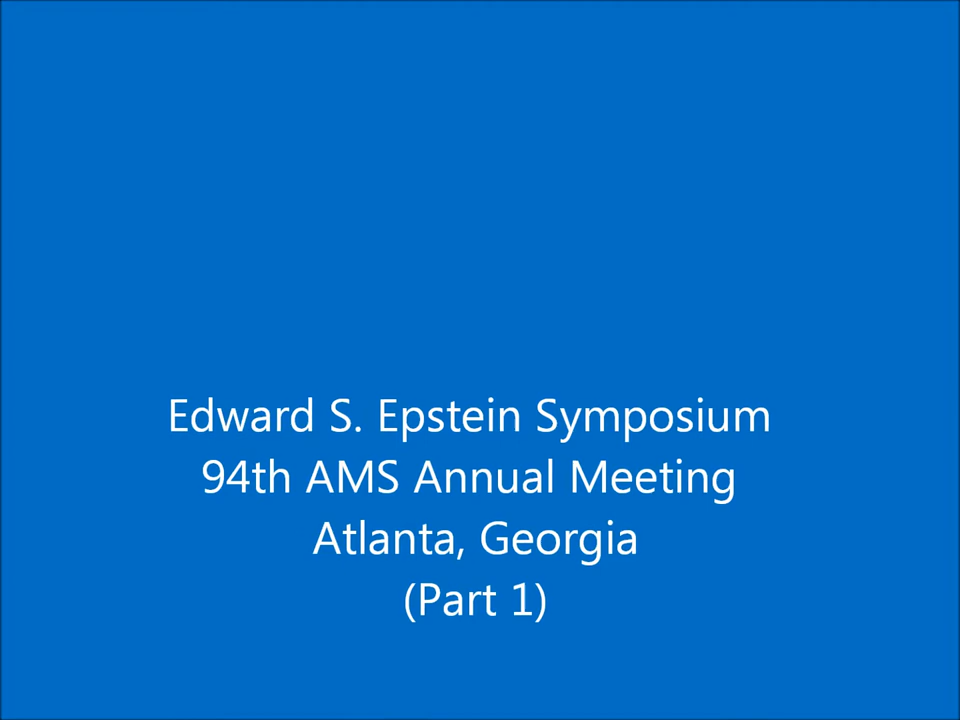 Edward S. Epstein Symposium
94th AMS Annual Meeting
Atlanta, Georgia
(Part 1)